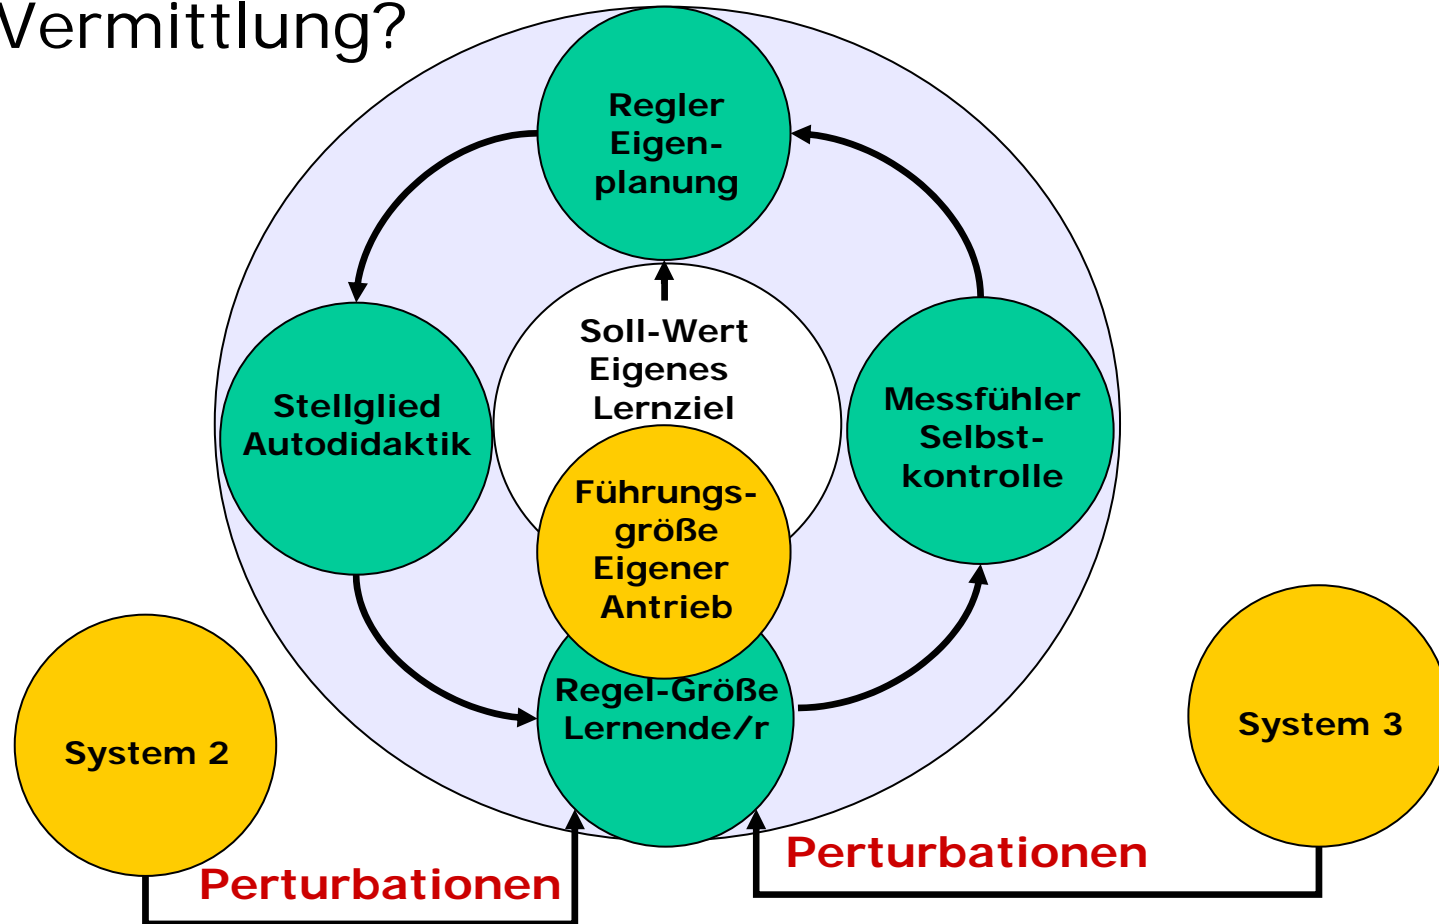 Vermittlung?
Regler
Eigen-
planung
Soll-Wert
Eigenes
Lernziel
Stellglied
Autodidaktik
Messfühler
Selbst-
kontrolle
Führungs-
größe
Eigener
Antrieb
Regel-Größe
Lernende/r
System 2
System 3
Perturbationen
Perturbationen